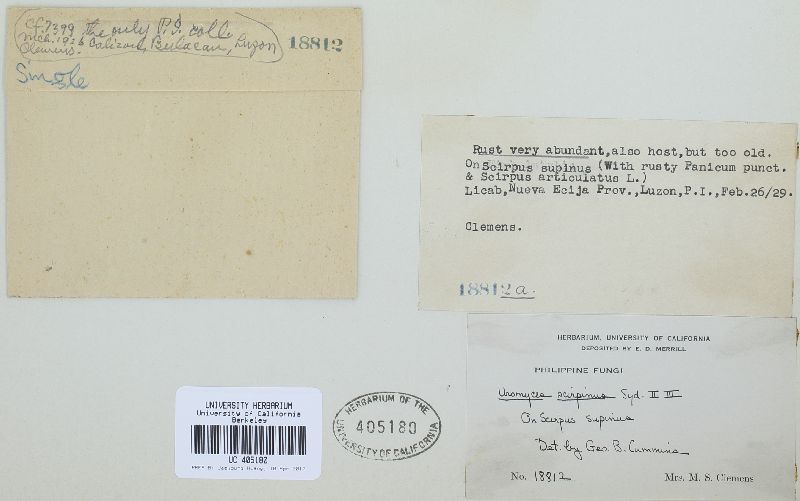 Cf. 7399 the only P.I. coll.
Mch. 1926 Calizon, Bulacan, Luzon
Clemens.
18812
Single
Rust very abundant,also host,but too old.
On Scirpus supinus (With rusty Panicum punct.
& Scirpus articulatus L.)
Licab,Nueva Ecija Prov.,Luzon,P.I.,Feb.26/29.
Clemens.
18812a.
HERBARIUM, UNIVERSITY OF CALIFORNIA
DEPOSITED BY E. D. MERRILL
PHILIPPINE FUNGI
Uromyces scirpinus Syd. II III
On Scirpus supinus
Det. by Geo. B. Cummins
No. 18812 Mrs. M. S. Clemens
UNIVERSITY HERBARIUM
University of California
Berkeley
UC 405180
HERBARIUM OF THE
405180
UNIVERSITY OF CALIFORNIA